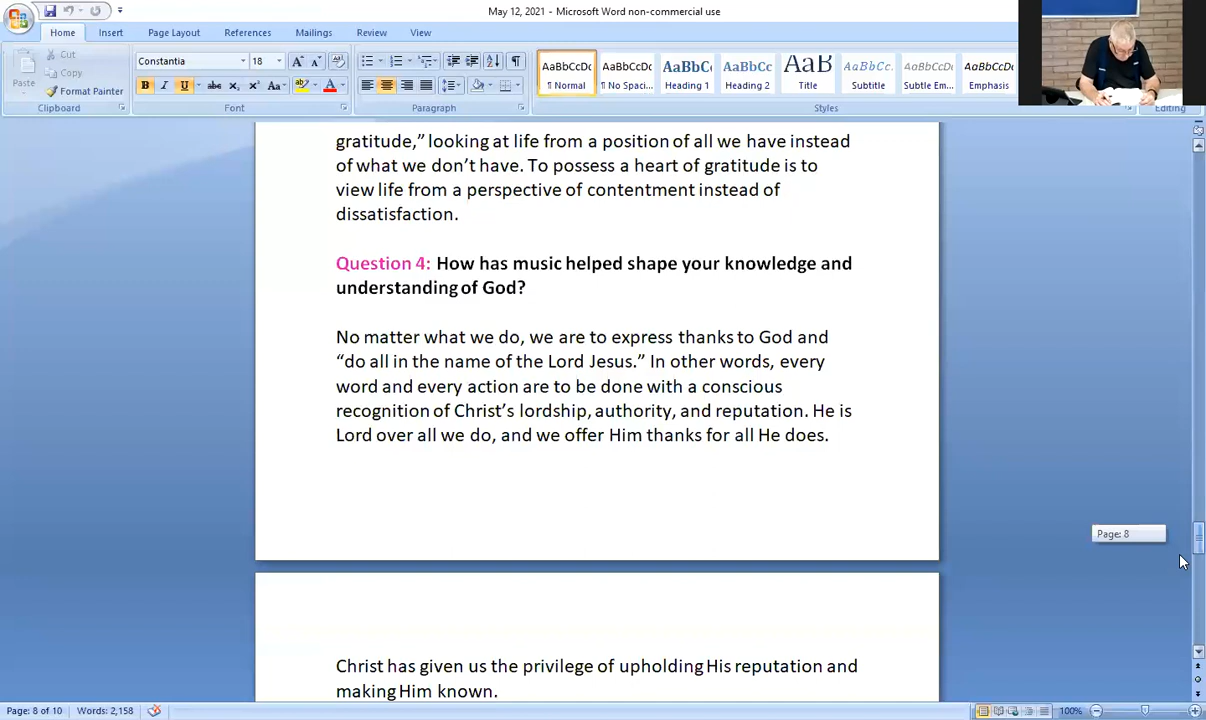 May 12, 2021 - Microsoft Word non-commercial use
Home Insert Page Layout References Mailings Review View
Paste
Cut
Copy
Format Painter
Clipboard
Constantia 18
B I U abc x₂ x² Aa
Font
Paragraph
AaBbCcDc AaBbCcDc AaBbCc AaBbCc AaB AaBbCc. AaBbCcDc AaBbCcDc
¶ Normal ¶ No Spaci... Heading 1 Heading 2 Title Subtitle Subtle Em... Emphasis
Styles
Editing
gratitude,” looking at life from a position of all we have instead
of what we don’t have. To possess a heart of gratitude is to
view life from a perspective of contentment instead of
dissatisfaction.
Question 4: How has music helped shape your knowledge and
understanding of God?
No matter what we do, we are to express thanks to God and
“do all in the name of the Lord Jesus.” In other words, every
word and every action are to be done with a conscious
recognition of Christ’s lordship, authority, and reputation. He is
Lord over all we do, and we offer Him thanks for all He does.
Page: 8
Christ has given us the privilege of upholding His reputation and
making Him known.
Page: 8 of 10 Words: 2,158 100%